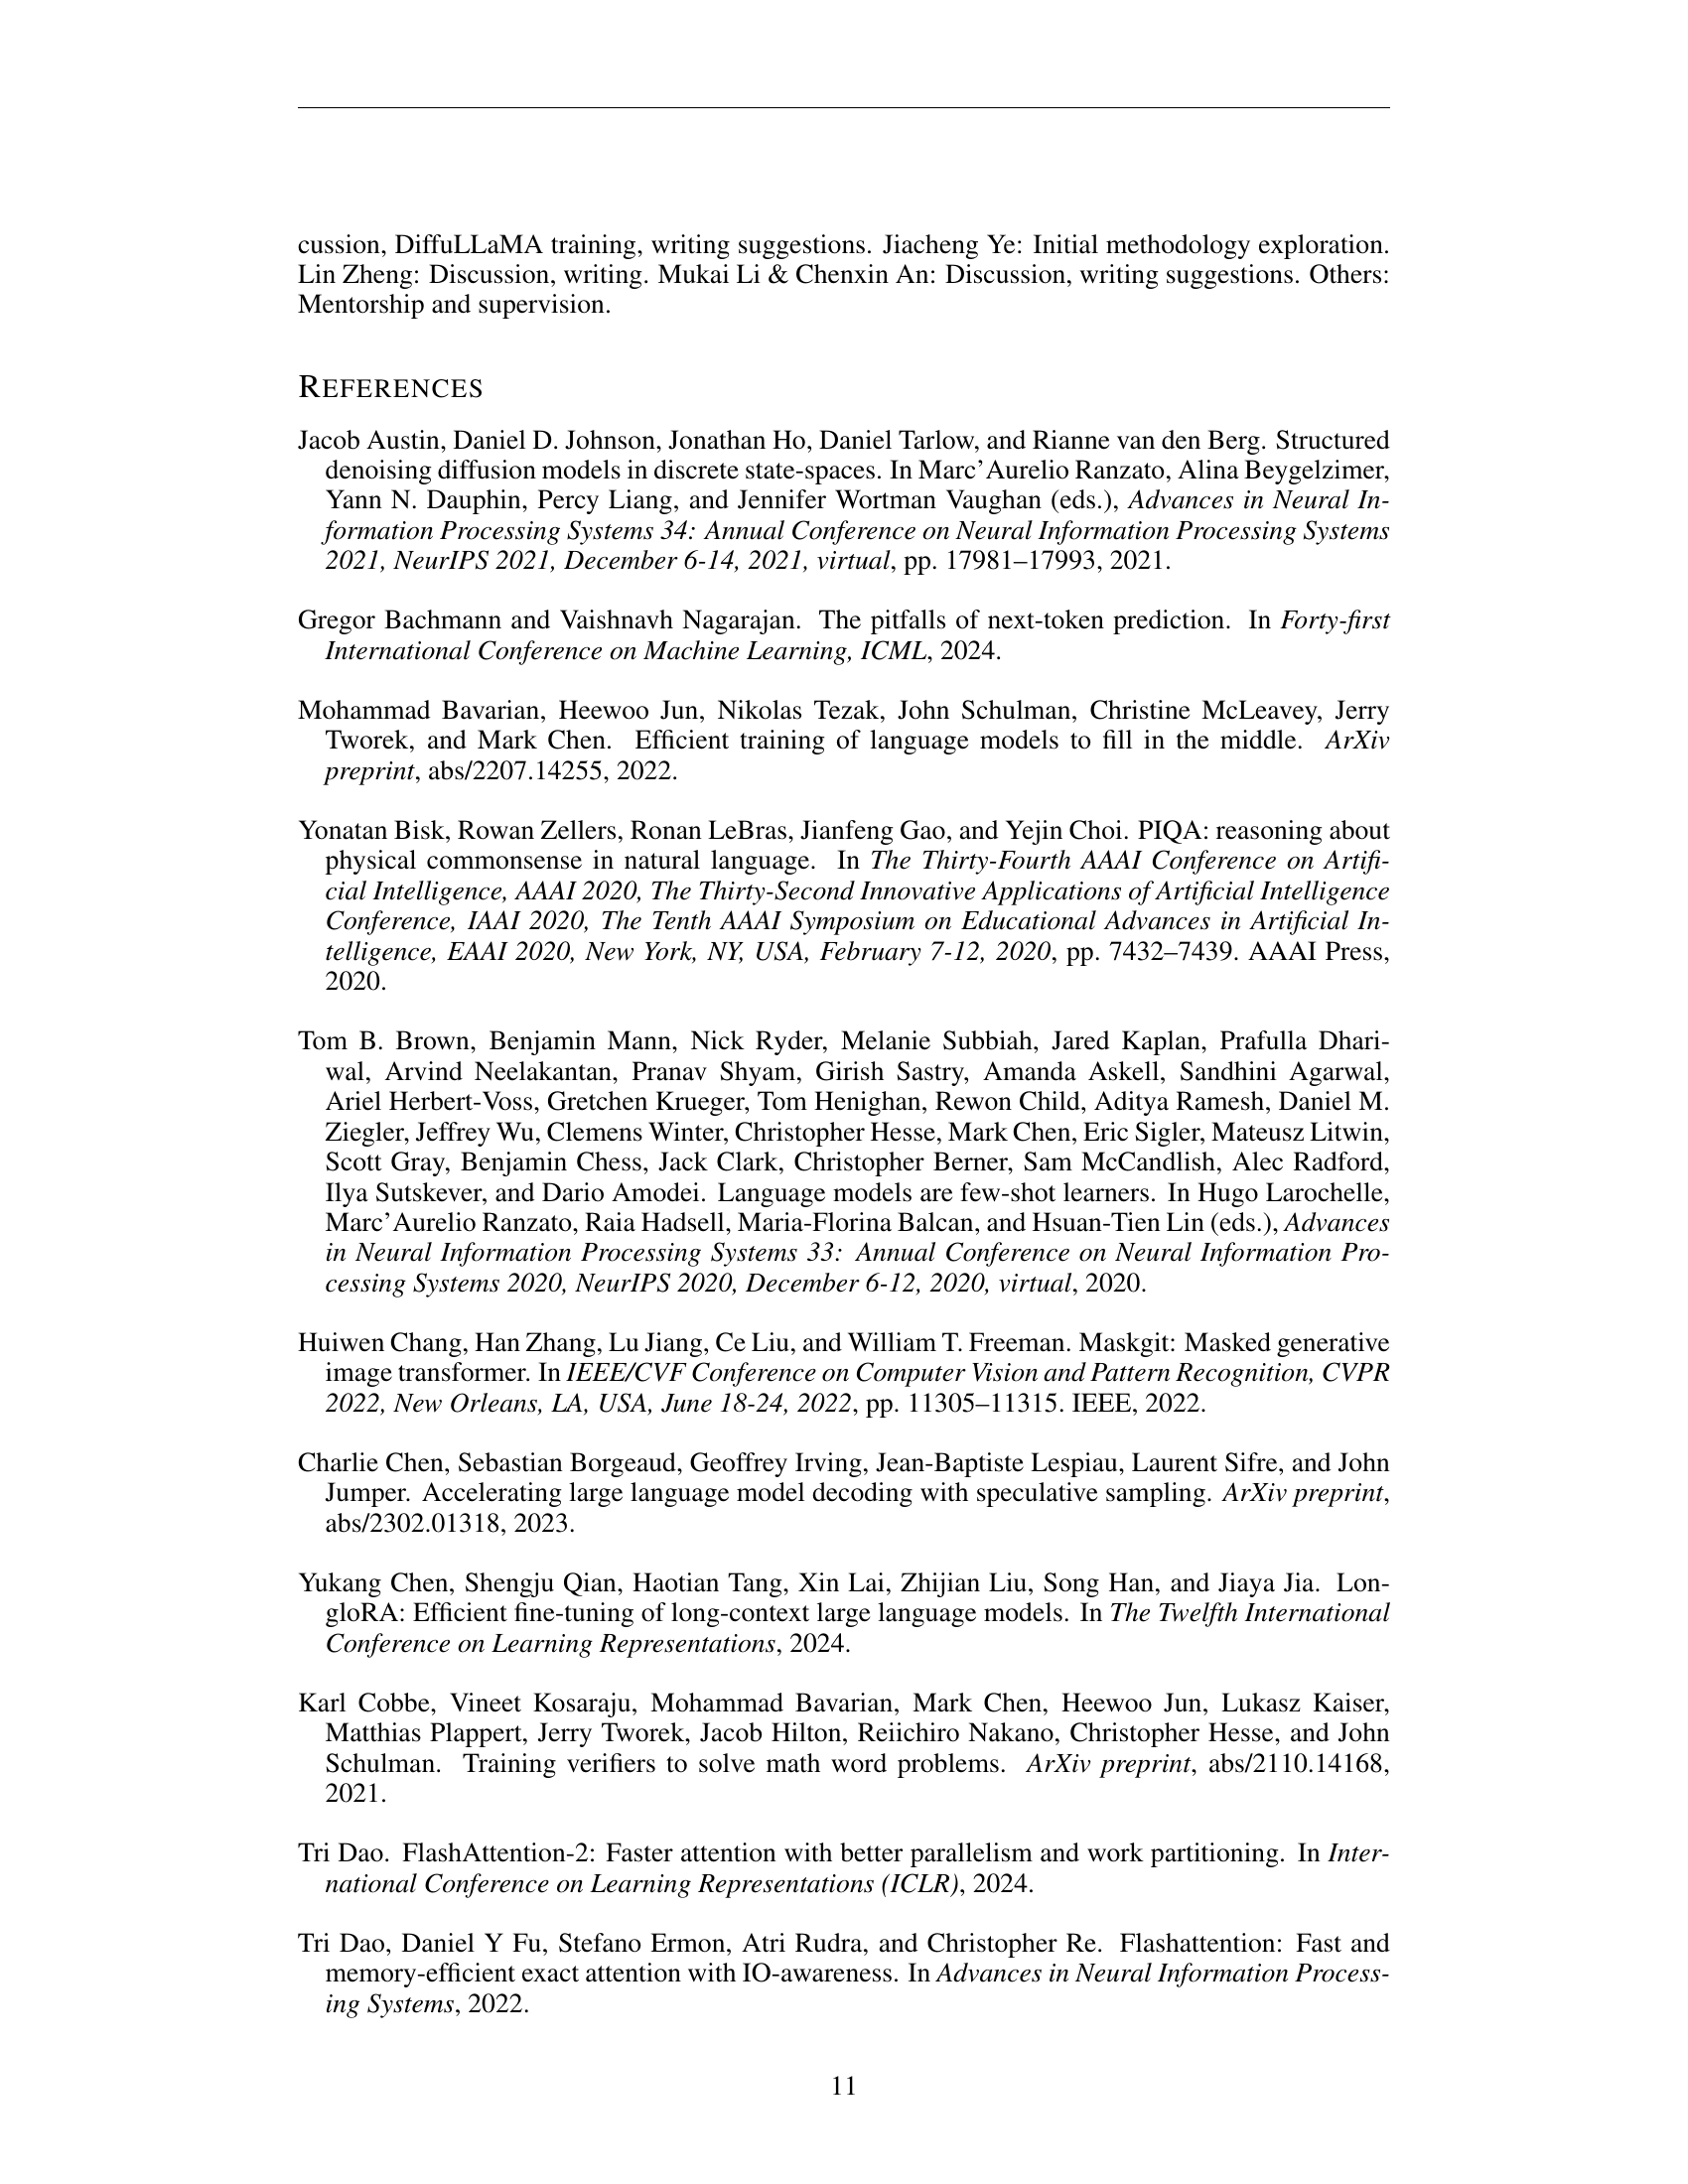 cussion, DiffuLLaMA training, writing suggestions. Jiacheng Ye: Initial methodology exploration.
Lin Zheng: Discussion, writing. Mukai Li & Chenxin An: Discussion, writing suggestions. Others:
Mentorship and supervision.
REFERENCES
Jacob Austin, Daniel D. Johnson, Jonathan Ho, Daniel Tarlow, and Rianne van den Berg. Structured
denoising diffusion models in discrete state-spaces. In Marc'Aurelio Ranzato, Alina Beygelzimer,
Yann N. Dauphin, Percy Liang, and Jennifer Wortman Vaughan (eds.), Advances in Neural In-
formation Processing Systems 34: Annual Conference on Neural Information Processing Systems
2021, NeurIPS 2021, December 6-14, 2021, virtual, pp. 17981–17993, 2021.
Gregor Bachmann and Vaishnavh Nagarajan. The pitfalls of next-token prediction. In Forty-first
International Conference on Machine Learning, ICML, 2024.
Mohammad Bavarian, Heewoo Jun, Nikolas Tezak, John Schulman, Christine McLeavey, Jerry
Tworek, and Mark Chen. Efficient training of language models to fill in the middle. ArXiv
preprint, abs/2207.14255, 2022.
Yonatan Bisk, Rowan Zellers, Ronan LeBras, Jianfeng Gao, and Yejin Choi. PIQA: reasoning about
physical commonsense in natural language. In The Thirty-Fourth AAAI Conference on Artifi-
cial Intelligence, AAAI 2020, The Thirty-Second Innovative Applications of Artificial Intelligence
Conference, IAAI 2020, The Tenth AAAI Symposium on Educational Advances in Artificial In-
telligence, EAAI 2020, New York, NY, USA, February 7-12, 2020, pp. 7432–7439. AAAI Press,
2020.
Tom B. Brown, Benjamin Mann, Nick Ryder, Melanie Subbiah, Jared Kaplan, Prafulla Dhari-
wal, Arvind Neelakantan, Pranav Shyam, Girish Sastry, Amanda Askell, Sandhini Agarwal,
Ariel Herbert-Voss, Gretchen Krueger, Tom Henighan, Rewon Child, Aditya Ramesh, Daniel M.
Ziegler, Jeffrey Wu, Clemens Winter, Christopher Hesse, Mark Chen, Eric Sigler, Mateusz Litwin,
Scott Gray, Benjamin Chess, Jack Clark, Christopher Berner, Sam McCandlish, Alec Radford,
Ilya Sutskever, and Dario Amodei. Language models are few-shot learners. In Hugo Larochelle,
Marc'Aurelio Ranzato, Raia Hadsell, Maria-Florina Balcan, and Hsuan-Tien Lin (eds.), Advances
in Neural Information Processing Systems 33: Annual Conference on Neural Information Pro-
cessing Systems 2020, NeurIPS 2020, December 6-12, 2020, virtual, 2020.
Huiwen Chang, Han Zhang, Lu Jiang, Ce Liu, and William T. Freeman. Maskgit: Masked generative
image transformer. In IEEE/CVF Conference on Computer Vision and Pattern Recognition, CVPR
2022, New Orleans, LA, USA, June 18-24, 2022, pp. 11305–11315. IEEE, 2022.
Charlie Chen, Sebastian Borgeaud, Geoffrey Irving, Jean-Baptiste Lespiau, Laurent Sifre, and John
Jumper. Accelerating large language model decoding with speculative sampling. ArXiv preprint,
abs/2302.01318, 2023.
Yukang Chen, Shengju Qian, Haotian Tang, Xin Lai, Zhijian Liu, Song Han, and Jiaya Jia. Lon-
gloRA: Efficient fine-tuning of long-context large language models. In The Twelfth International
Conference on Learning Representations, 2024.
Karl Cobbe, Vineet Kosaraju, Mohammad Bavarian, Mark Chen, Heewoo Jun, Lukasz Kaiser,
Matthias Plappert, Jerry Tworek, Jacob Hilton, Reiichiro Nakano, Christopher Hesse, and John
Schulman. Training verifiers to solve math word problems. ArXiv preprint, abs/2110.14168,
2021.
Tri Dao. FlashAttention-2: Faster attention with better parallelism and work partitioning. In Inter-
national Conference on Learning Representations (ICLR), 2024.
Tri Dao, Daniel Y Fu, Stefano Ermon, Atri Rudra, and Christopher Re. Flashattention: Fast and
memory-efficient exact attention with IO-awareness. In Advances in Neural Information Process-
ing Systems, 2022.
11